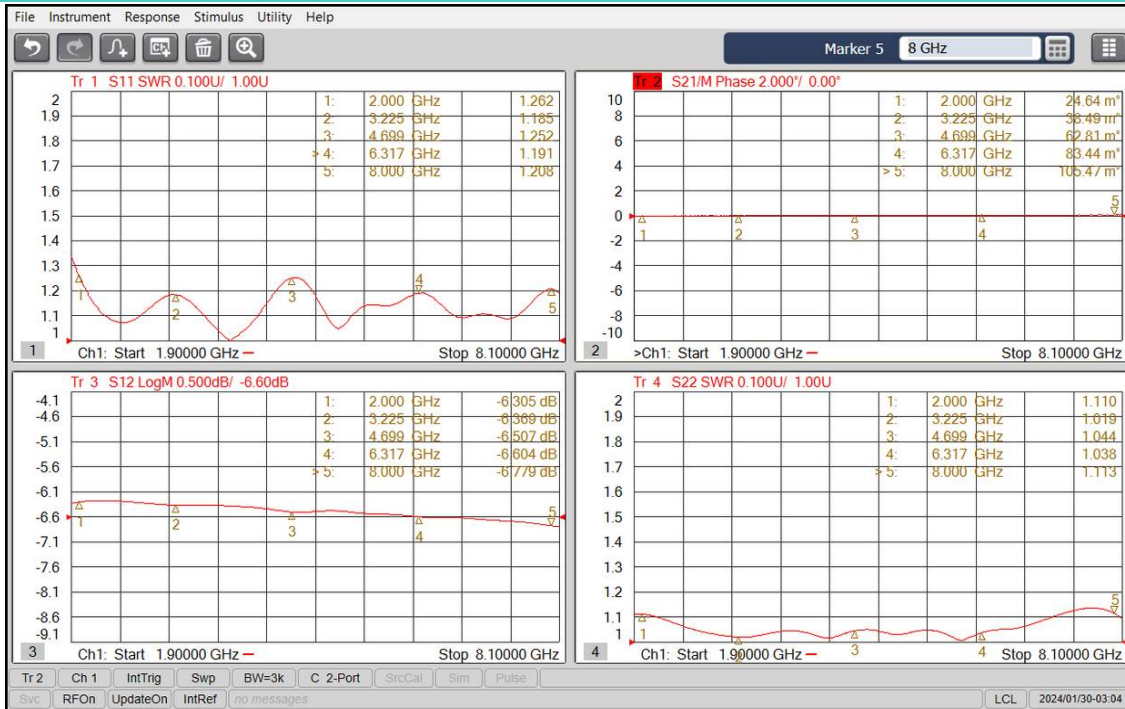 File Instrument Response Stimulus Utility Help
Marker 5 8 GHz
Tr 1 S11 SWR 0.100U/ 1.00U
2
1.9
1.8
1.7
1.6
1.5
1.4
1.3
1.2
1.1
1
1: 2.000 GHz 1.262
2: 3.225 GHz 1.185
3: 4.699 GHz 1.252
> 4: 6.317 GHz 1.191
5: 8.000 GHz 1.208
1
2
3
4
5
1 Ch1: Start 1.90000 GHz Stop 8.10000 GHz
Tr 2 S21/M Phase 2.000°/ 0.00°
10
8
6
4
2
0
-2
-4
-6
-8
-10
1: 2.000 GHz 24.64 m°
2: 3.225 GHz 38.49 m°
3: 4.699 GHz 62.81 m°
4: 6.317 GHz 83.44 m°
> 5: 8.000 GHz 105.47 m°
1
2
3
4
5
2 >Ch1: Start 1.90000 GHz Stop 8.10000 GHz
Tr 3 S12 LogM 0.500dB/ -6.60dB
-4.1
-4.6
-5.1
-5.6
-6.1
-6.6
-7.1
-7.6
-8.1
-8.6
-9.1
1: 2.000 GHz -6.305 dB
2: 3.225 GHz -6.369 dB
3: 4.699 GHz -6.507 dB
4: 6.317 GHz -6.604 dB
> 5: 8.000 GHz -6.779 dB
1
2
3
4
5
3 Ch1: Start 1.90000 GHz Stop 8.10000 GHz
Tr 4 S22 SWR 0.100U/ 1.00U
2
1.9
1.8
1.7
1.6
1.5
1.4
1.3
1.2
1.1
1
1: 2.000 GHz 1.110
2: 3.225 GHz 1.019
3: 4.699 GHz 1.044
4: 6.317 GHz 1.038
> 5: 8.000 GHz 1.113
1
2
3
4
5
4 Ch1: Start 1.90000 GHz Stop 8.10000 GHz
Tr 2 Ch 1 IntTrig Swp BW=3k C 2-Port SrcCal Sim Pulse
Svc RFOn UpdateOn IntRef no messages LCL 2024/01/30-03:04